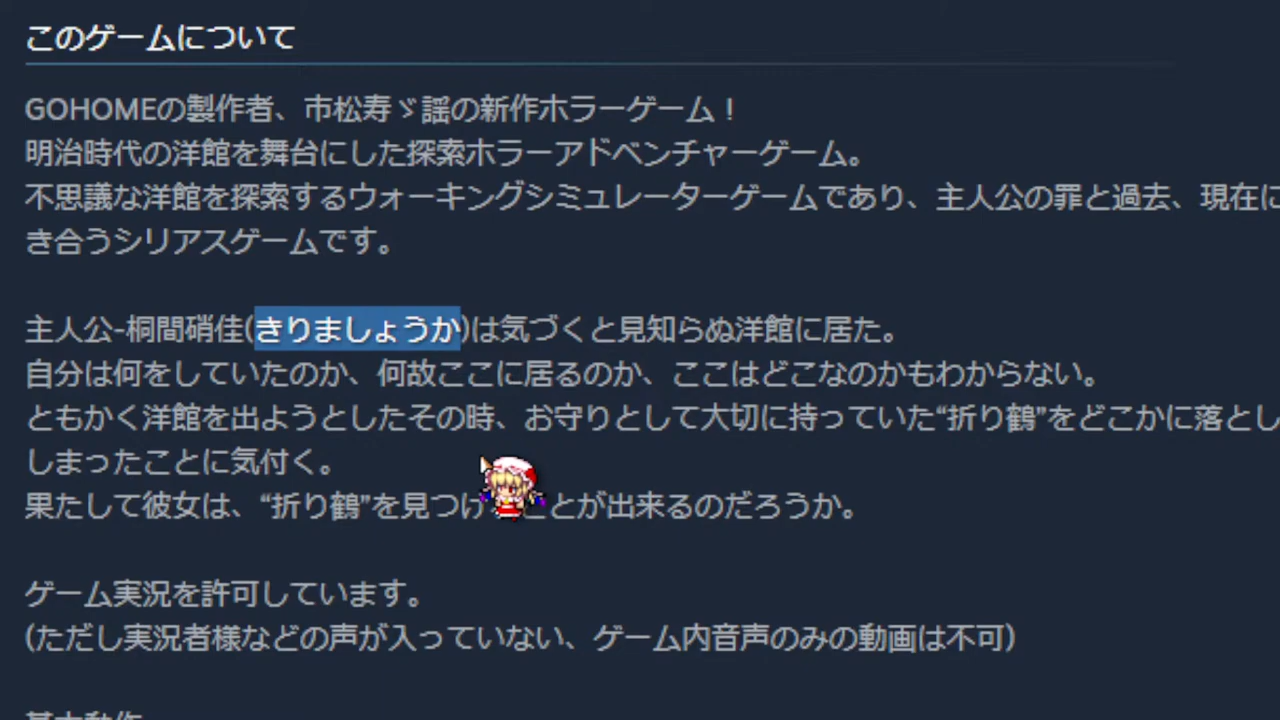 このゲームについて
GOHOMEの製作者、市松寿ゞ謡の新作ホラーゲーム！
明治時代の洋館を舞台にした探索ホラーアドベンチャーゲーム。
不思議な洋館を探索するウォーキングシミュレーターゲームであり、主人公の罪と過去、現在に
き合うシリアスゲームです。
主人公-桐間硝佳(きりましょうか)は気づくと見知らぬ洋館に居た。
自分は何をしていたのか、何故ここに居るのか、ここはどこなのかもわからない。
ともかく洋館を出ようとしたその時、お守りとして大切に持っていた“折り鶴”をどこかに落とし
しまったことに気付く。
果たして彼女は、“折り鶴”を見つけ ことが出来るのだろうか。
ゲーム実況を許可しています。
(ただし実況者様などの声が入っていない、ゲーム内音声のみの動画は不可)